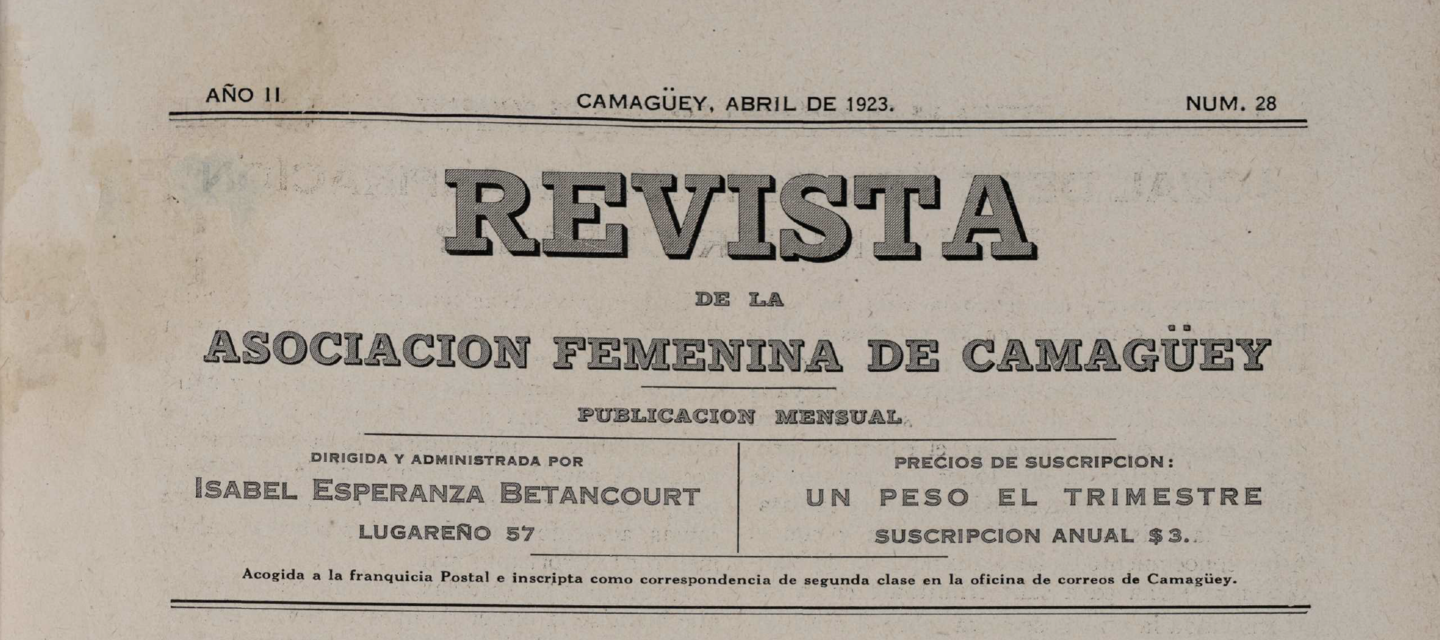 AÑO II CAMAGÜEY, ABRIL DE 1923. NUM. 28
REVISTA
DE LA
ASOCIACION FEMENINA DE CAMAGÜEY
PUBLICACION MENSUAL
DIRIGIDA Y ADMINISTRADA POR
ISABEL ESPERANZA BETANCOURT
LUGAREÑO 57
PRECIOS DE SUSCRIPCION:
UN PESO EL TRIMESTRE
SUSCRIPCION ANUAL $3.
Acogida a la franquicia Postal e inscripta como correspondencia de segunda clase en la oficina de correos de Camagüey.